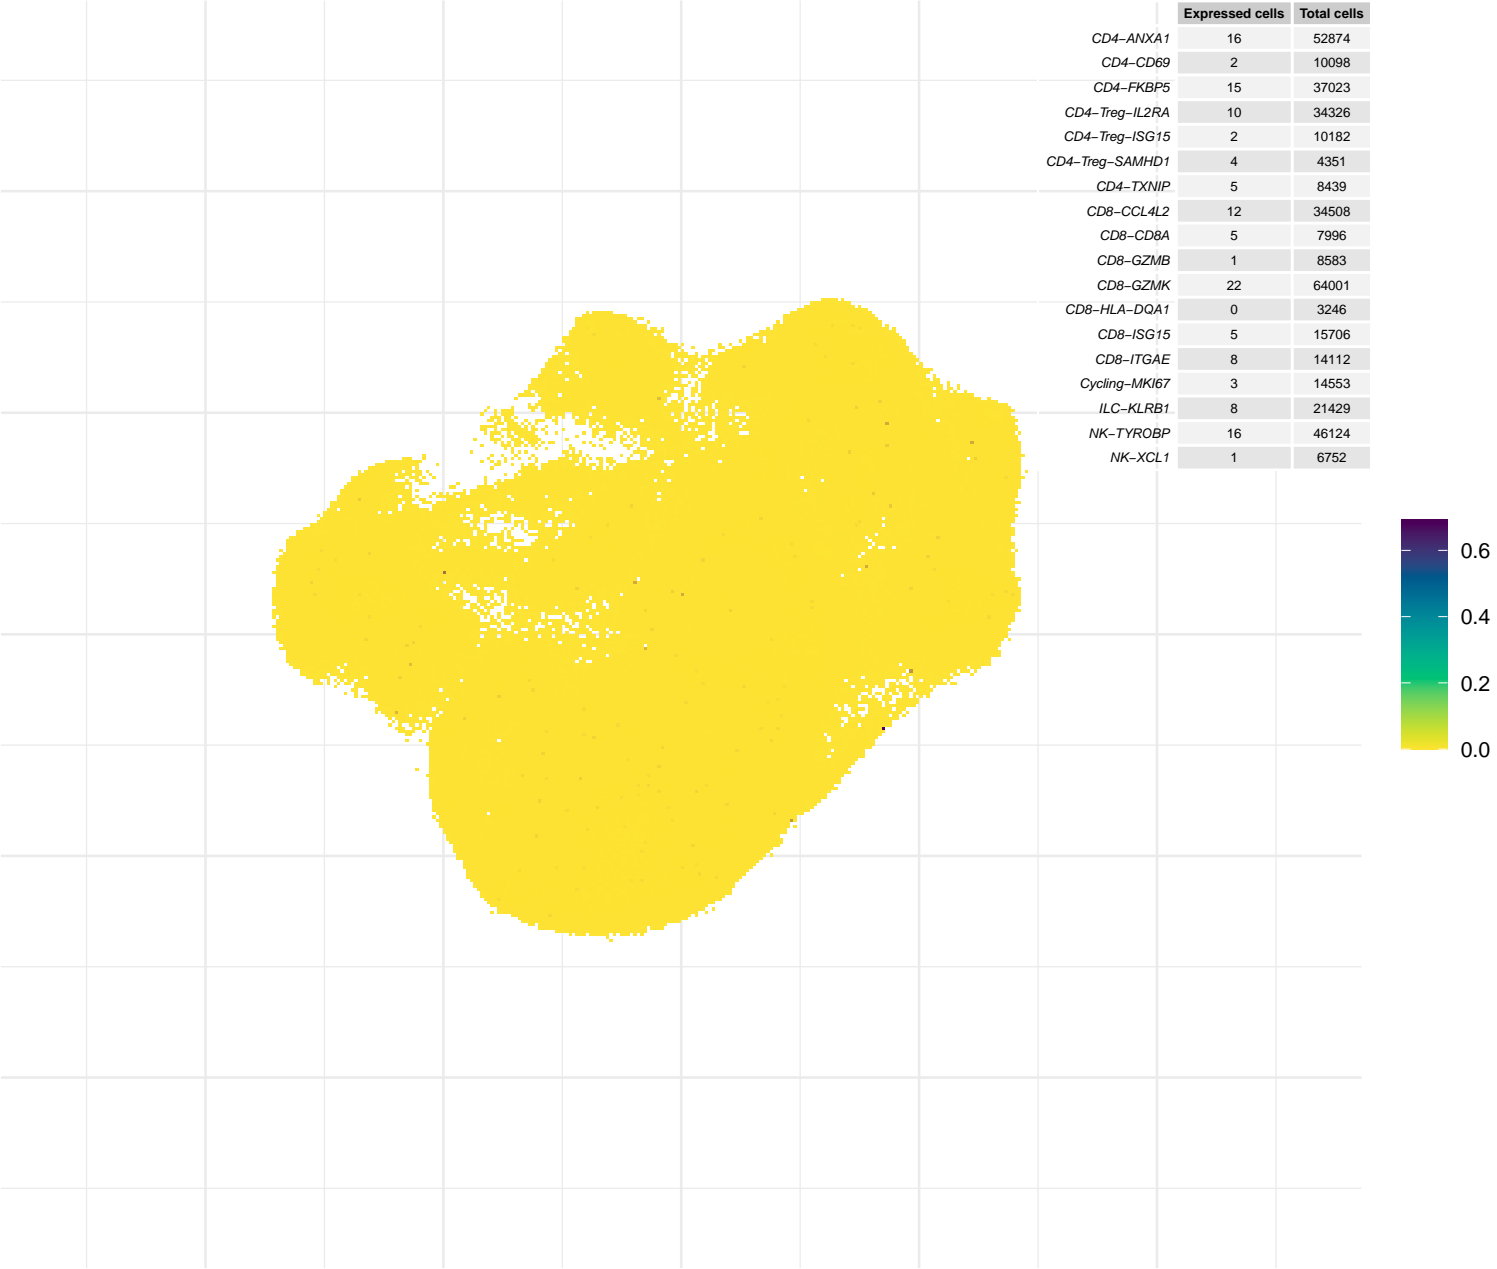 Expressed cells Total cells
CD4−ANXA1 16 52874
CD4−CD69 2 10098
CD4−FKBP5 15 37023
CD4−Treg−IL2RA 10 34326
CD4−Treg−ISG15 2 10182
CD4−Treg−SAMHD1 4 4351
CD4−TXNIP 5 8439
CD8−CCL4L2 12 34508
CD8−CD8A 5 7996
CD8−GZMB 1 8583
CD8−GZMK 22 64001
CD8−HLA−DQA1 0 3246
CD8−ISG15 5 15706
CD8−ITGAE 8 14112
Cycling−MKI67 3 14553
ILC−KLRB1 8 21429
NK−TYROBP 16 46124
NK−XCL1 1 6752
0.6
0.4
0.2
0.0